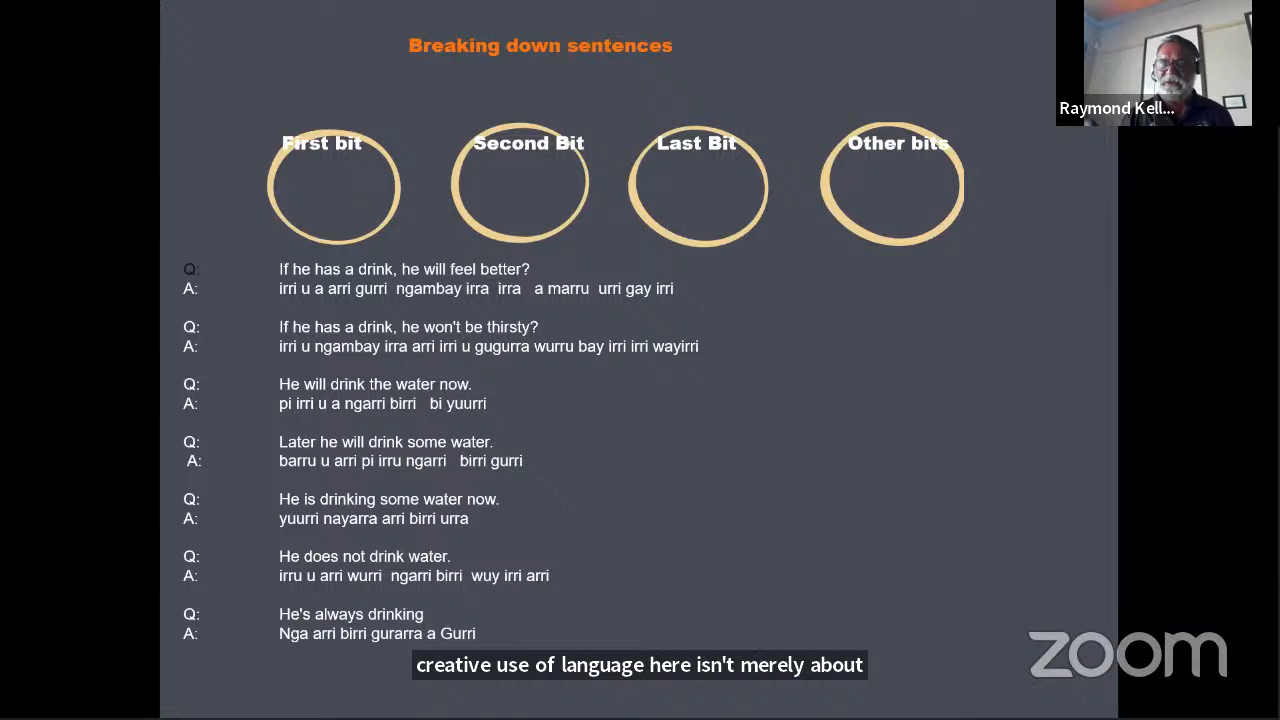 Breaking down sentences
First bit
Second Bit
Last Bit
Other bits
Raymond Kell...
Q: If he has a drink, he will feel better?
A: irri u a arri gurri ngambay irra irra a marru urri gay irri
Q: If he has a drink, he won't be thirsty?
A: irri u ngambay irra arri irri u gugurra wurru bay irri irri wayirri
Q: He will drink the water now.
A: pi irri u a ngarri birri bi yuurri
Q: Later he will drink some water.
A: barru u arri pi irru ngarri birri gurri
Q: He is drinking some water now.
A: yuurri nayarra arri birri urra
Q: He does not drink water.
A: irru u arri wurri ngarri birri wuy irri arri
Q: He's always drinking
A: Nga arri birri gurarra a Gurri
creative use of language here isn't merely about
zoom